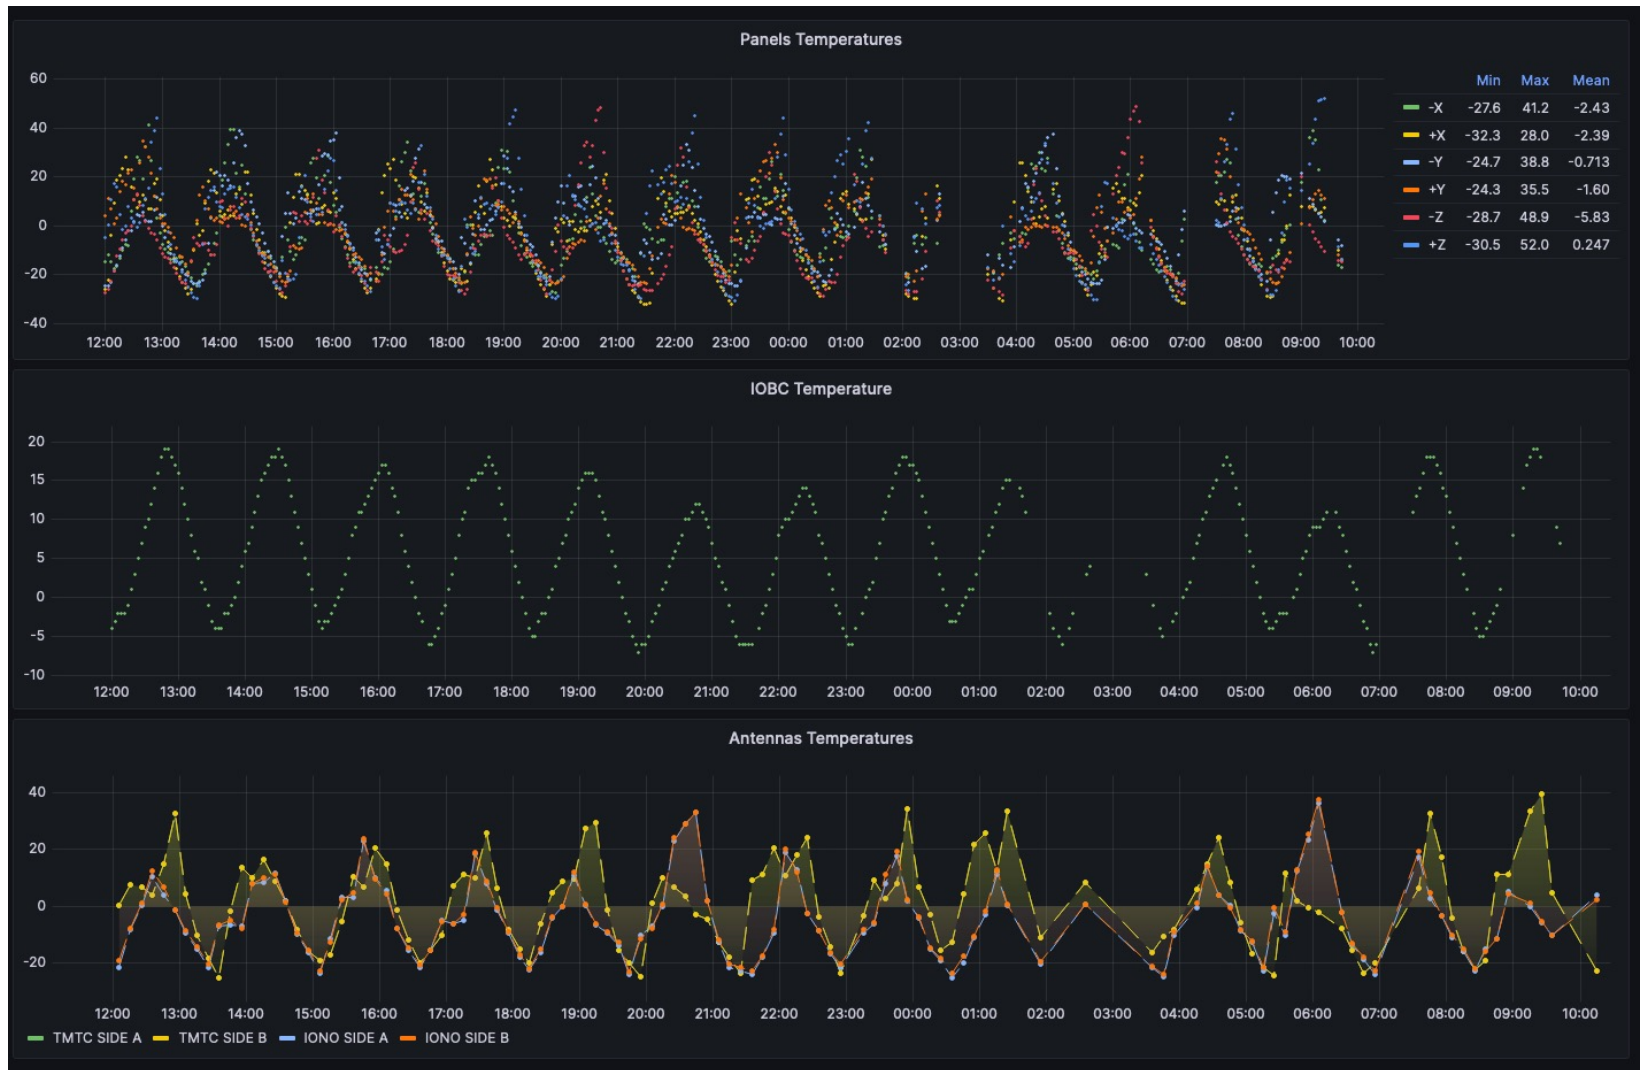 Panels Temperatures
60
40
20
0
-20
-40
12:00 13:00 14:00 15:00 16:00 17:00 18:00 19:00 20:00 21:00 22:00 23:00 00:00 01:00 02:00 03:00 04:00 05:00 06:00 07:00 08:00 09:00 10:00
Min Max Mean
-X -27.6 41.2 -2.43
+X -32.3 28.0 -2.39
-Y -24.7 38.8 -0.713
+Y -24.3 35.5 -1.60
-Z -28.7 48.9 -5.83
+Z -30.5 52.0 0.247
IOBC Temperature
20
15
10
5
0
-5
-10
12:00 13:00 14:00 15:00 16:00 17:00 18:00 19:00 20:00 21:00 22:00 23:00 00:00 01:00 02:00 03:00 04:00 05:00 06:00 07:00 08:00 09:00 10:00
Antennas Temperatures
40
20
0
-20
12:00 13:00 14:00 15:00 16:00 17:00 18:00 19:00 20:00 21:00 22:00 23:00 00:00 01:00 02:00 03:00 04:00 05:00 06:00 07:00 08:00 09:00 10:00
TMTC SIDE A TMTC SIDE B IONO SIDE A IONO SIDE B